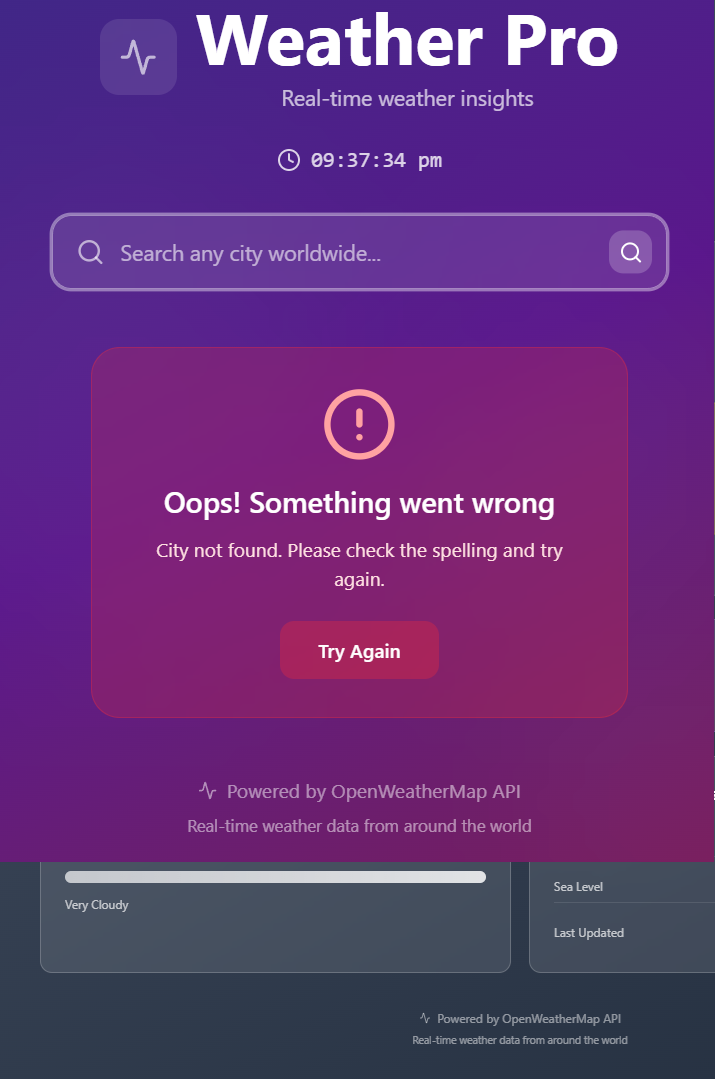 Weather Pro
Real-time weather insights
09:37:34 pm
Search any city worldwide...
Oops! Something went wrong
City not found. Please check the spelling and try
again.
Try Again
Powered by OpenWeatherMap API
Real-time weather data from around the world
Very Cloudy
Sea Level
Last Updated
Powered by OpenWeatherMap API
Real-time weather data from around the world